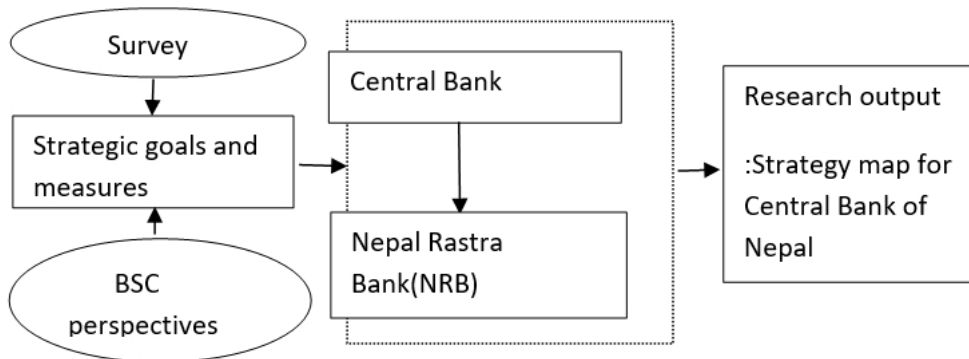 Survey
Strategic goals and
measures
BSC
perspectives
Central Bank
Nepal Rastra
Bank(NRB)
Research output
:Strategy map for
Central Bank of
Nepal